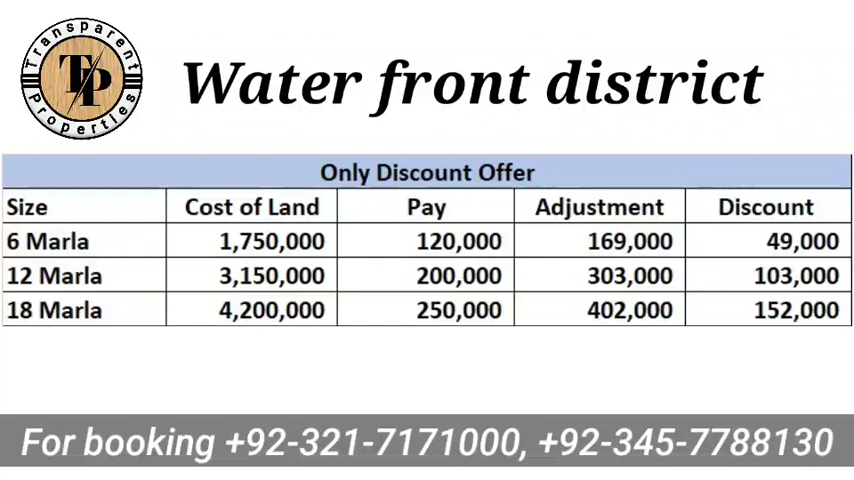 Transparent
TP
Properties
Water front district
Only Discount Offer
Size Cost of Land Pay Adjustment Discount
6 Marla 1,750,000 120,000 169,000 49,000
12 Marla 3,150,000 200,000 303,000 103,000
18 Marla 4,200,000 250,000 402,000 152,000
For booking +92-321-7171000, +92-345-7788130